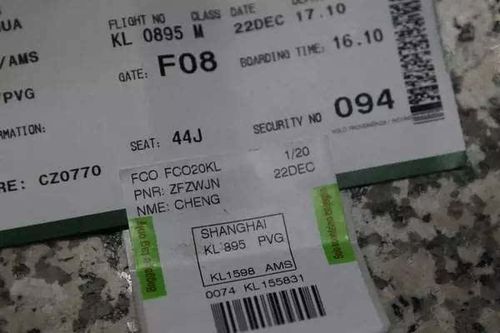 UA FLIGHT NO CLASS DATE
KL 0895 M 22DEC 17.10
/AMS GATE: F08 BOARDING TIME: 16.10
/PVG
RMATION: SEAT: 44J SECURITY NO 094
RE: CZ0770
FCO FCO20KL 1/20
PNR: ZFZWJN 22DEC
NME: CHENG
SHANGHAI
KL 895 PVG
KL1598 AMS
0074 KL155831